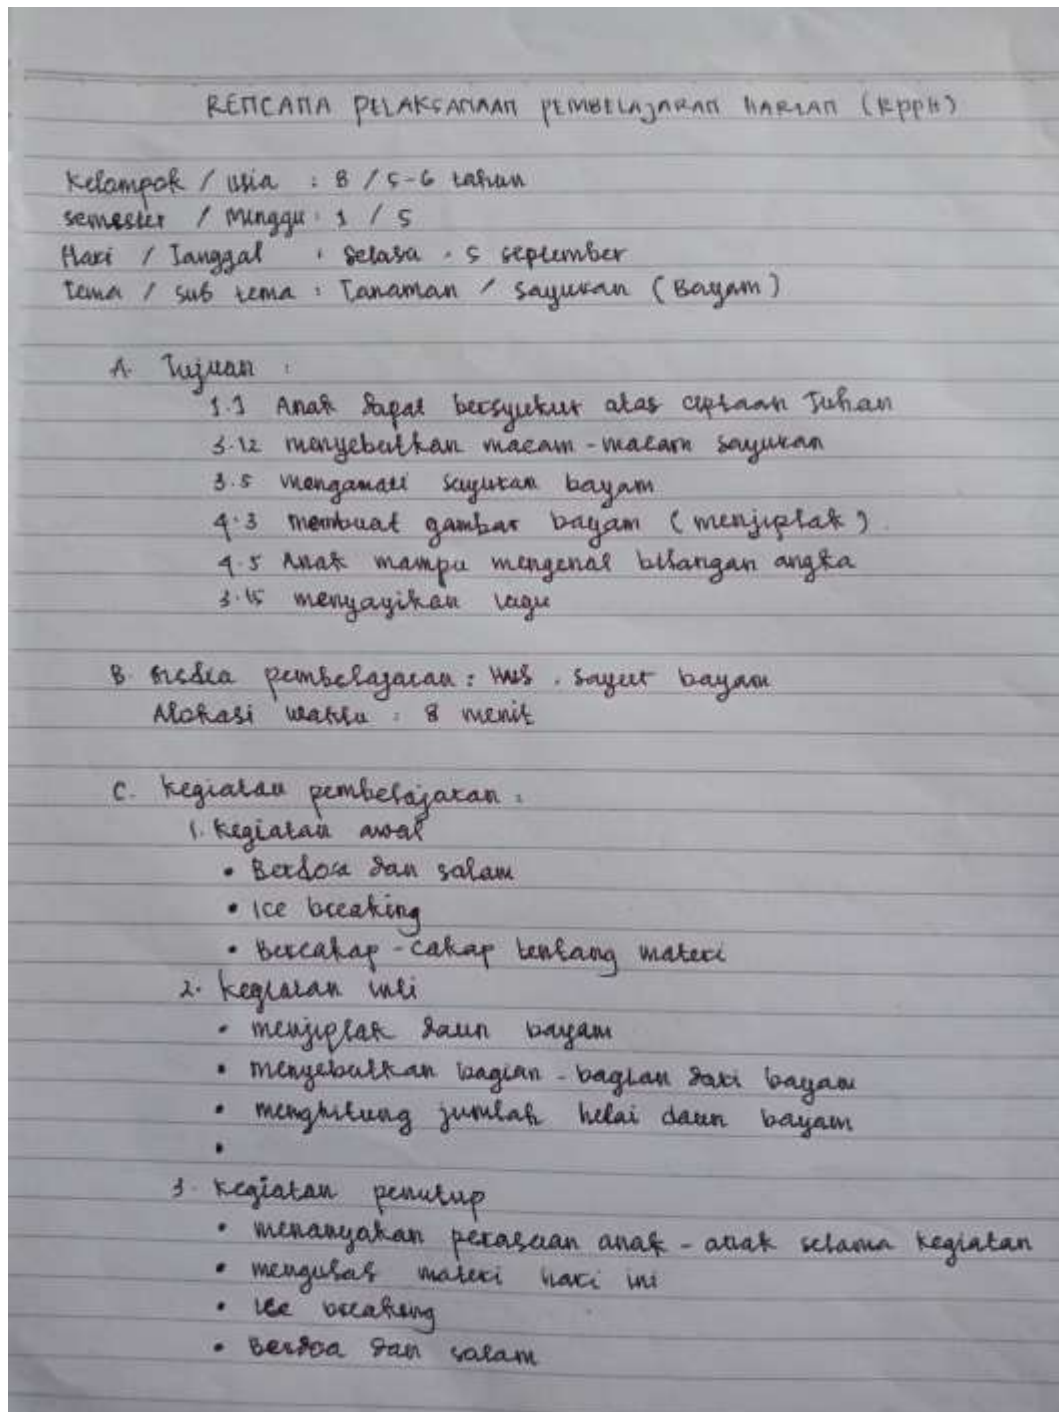 RENCANA PELAKSANAAN PEMBELAJARAN HARIAN (RPPH)
Kelompok / usia : B / 5-6 tahun
semester / Minggu : 1 / 5
Hari / Tanggal : selasa . 5 september
Tema / sub tema : Tanaman / sayuran (Bayam)
A. Tujuan :
1.1 Anak dapat bersyukur atas ciptaan Tuhan
3.12 menyebutkan macam-macam sayuran
3.5 mengamati sayuran bayam
4.3 membuat gambar bayam (menjiplak)
4.5 Anak mampu mengenal bilangan angka
3.15 menyayikan lagu
B. Media pembelajaran : HVS . sayur bayam
Alokasi waktu : 8 menit
C. kegiatan pembelajaran :
1. kegiatan awal
• Berdoa dan salam
• Ice breaking
• Bercakap-cakap tentang materi
2. kegiatan inti
• menjiplak daun bayam
• menyebutkan bagian-bagian dari bayam
• menghitung jumlah helai daun bayam
•
3. kegiatan penutup
• menanyakan perasaan anak-anak selama kegiatan
• mengulas materi hari ini
• Ice breaking
• Berdoa dan salam